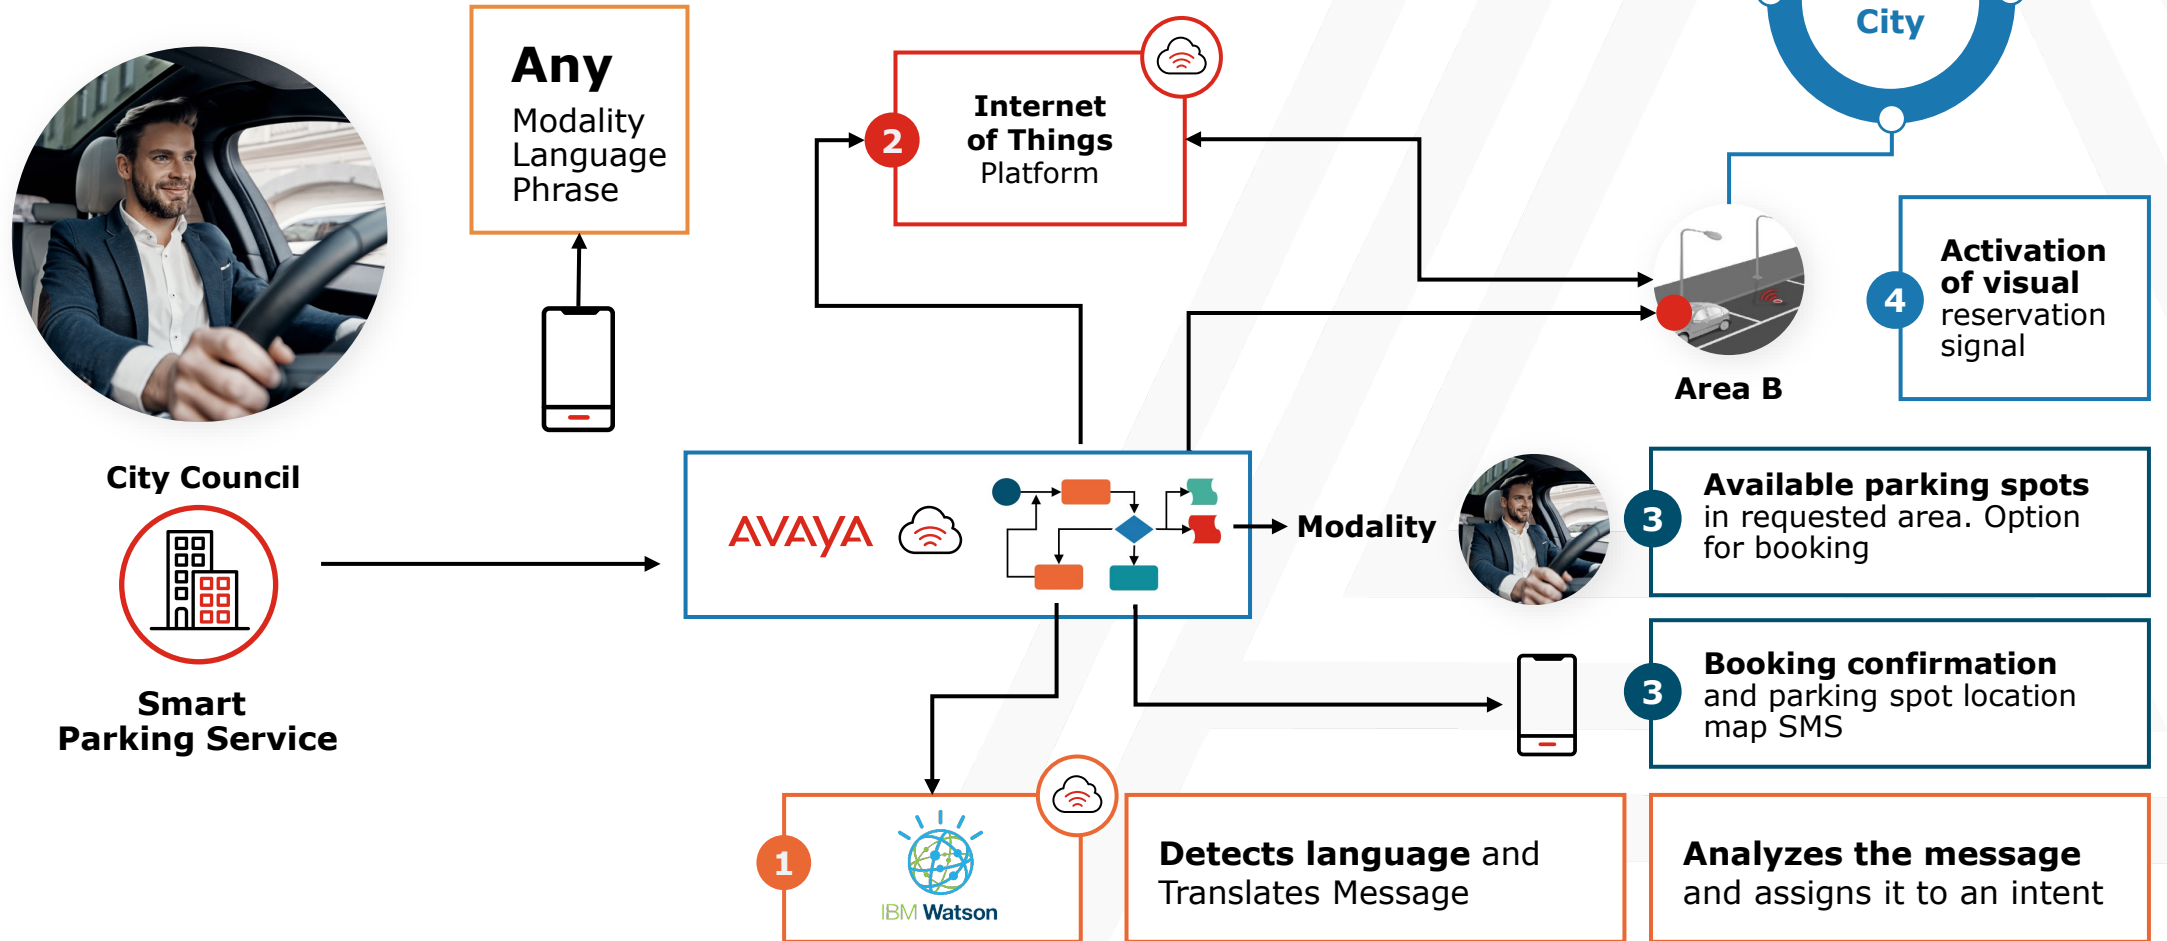 Any
Modality
Language
Phrase
2
Internet
of Things
Platform
City
4
Activation
of visual
reservation
signal
Area B
City Council
Smart
Parking Service
AVAYA
Modality
3
Available parking spots
in requested area. Option
for booking
3
Booking confirmation
and parking spot location
map SMS
1
IBM Watson
Detects language and
Translates Message
Analyzes the message
and assigns it to an intent